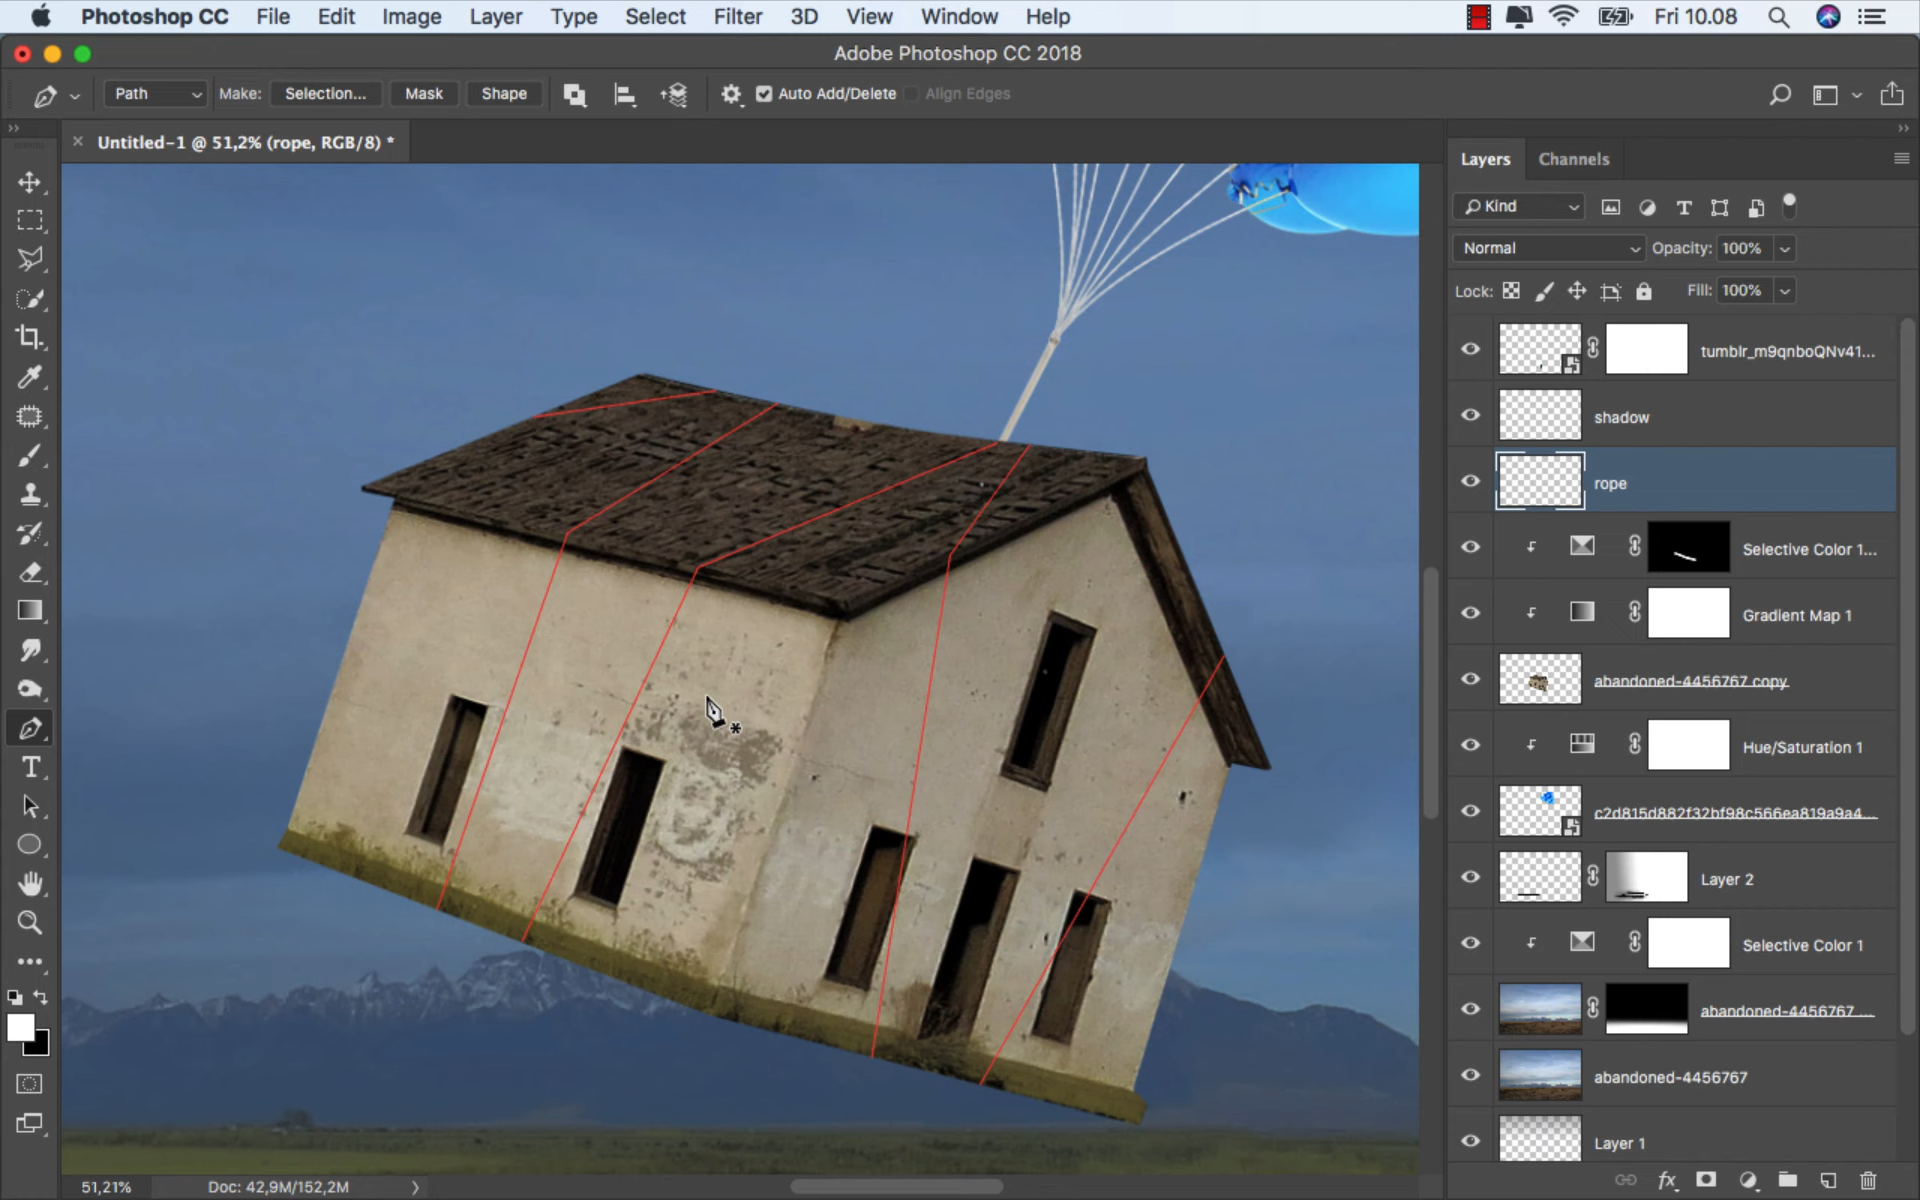 Photoshop CC File Edit Image Layer Type Select Filter 3D View Window Help Fri 10.08
Adobe Photoshop CC 2018
Path Make: Selection... Mask Shape Auto Add/Delete Align Edges
Untitled-1 @ 51,2% (rope, RGB/8) *
Layers Channels
Kind
Normal Opacity: 100%
Lock: Fill: 100%
tumblr_m9qnboQNv41...
shadow
rope
Selective Color 1...
Gradient Map 1
abandoned-4456767 copy
Hue/Saturation 1
c2d815d882f32bf98c566ea819a9a4...
Layer 2
Selective Color 1
abandoned-4456767 ...
abandoned-4456767
Layer 1
51,21% Doc: 42,9M/152,2M